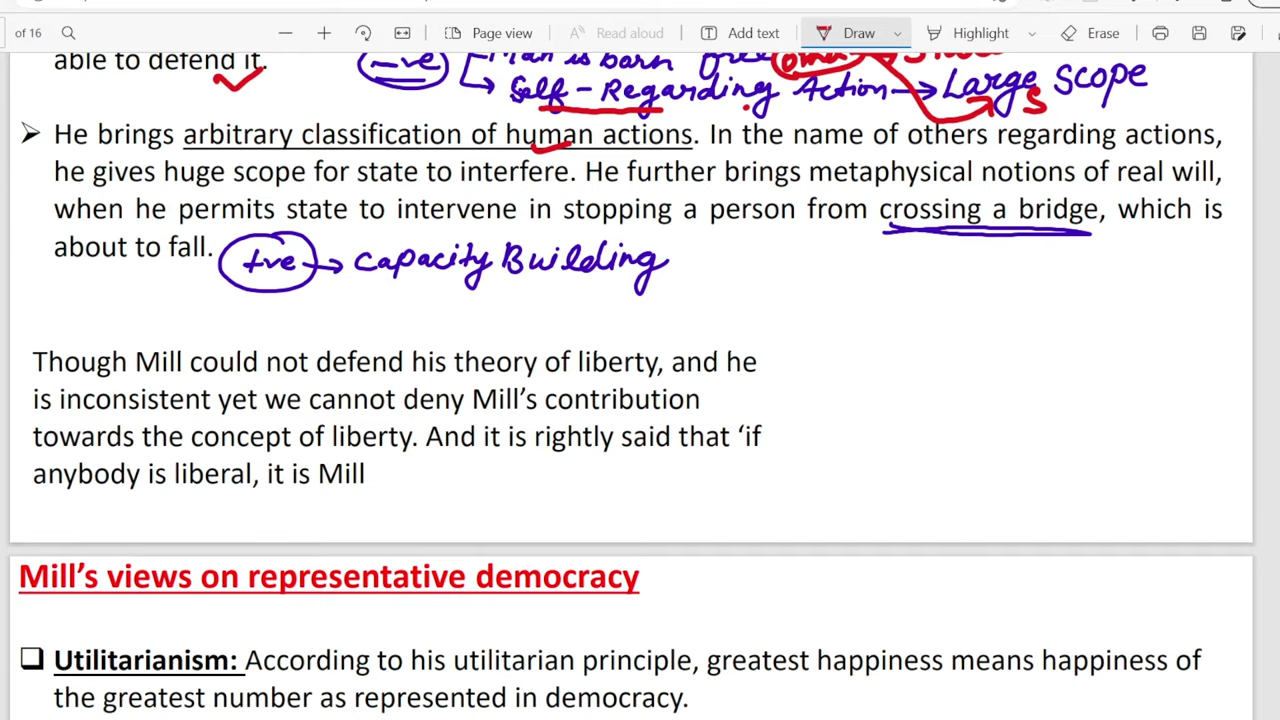 of 16 Page view Read aloud Add text Draw Highlight Erase
able to defend it. -ve Man is born free
Self-Regarding Action → Large Scope
➤ He brings arbitrary classification of human actions. In the name of others regarding actions,
he gives huge scope for state to interfere. He further brings metaphysical notions of real will,
when he permits state to intervene in stopping a person from crossing a bridge, which is
about to fall. +ve → Capacity Building
Though Mill could not defend his theory of liberty, and he
is inconsistent yet we cannot deny Mill’s contribution
towards the concept of liberty. And it is rightly said that ‘if
anybody is liberal, it is Mill
Mill’s views on representative democracy
❑ Utilitarianism: According to his utilitarian principle, greatest happiness means happiness of
the greatest number as represented in democracy.